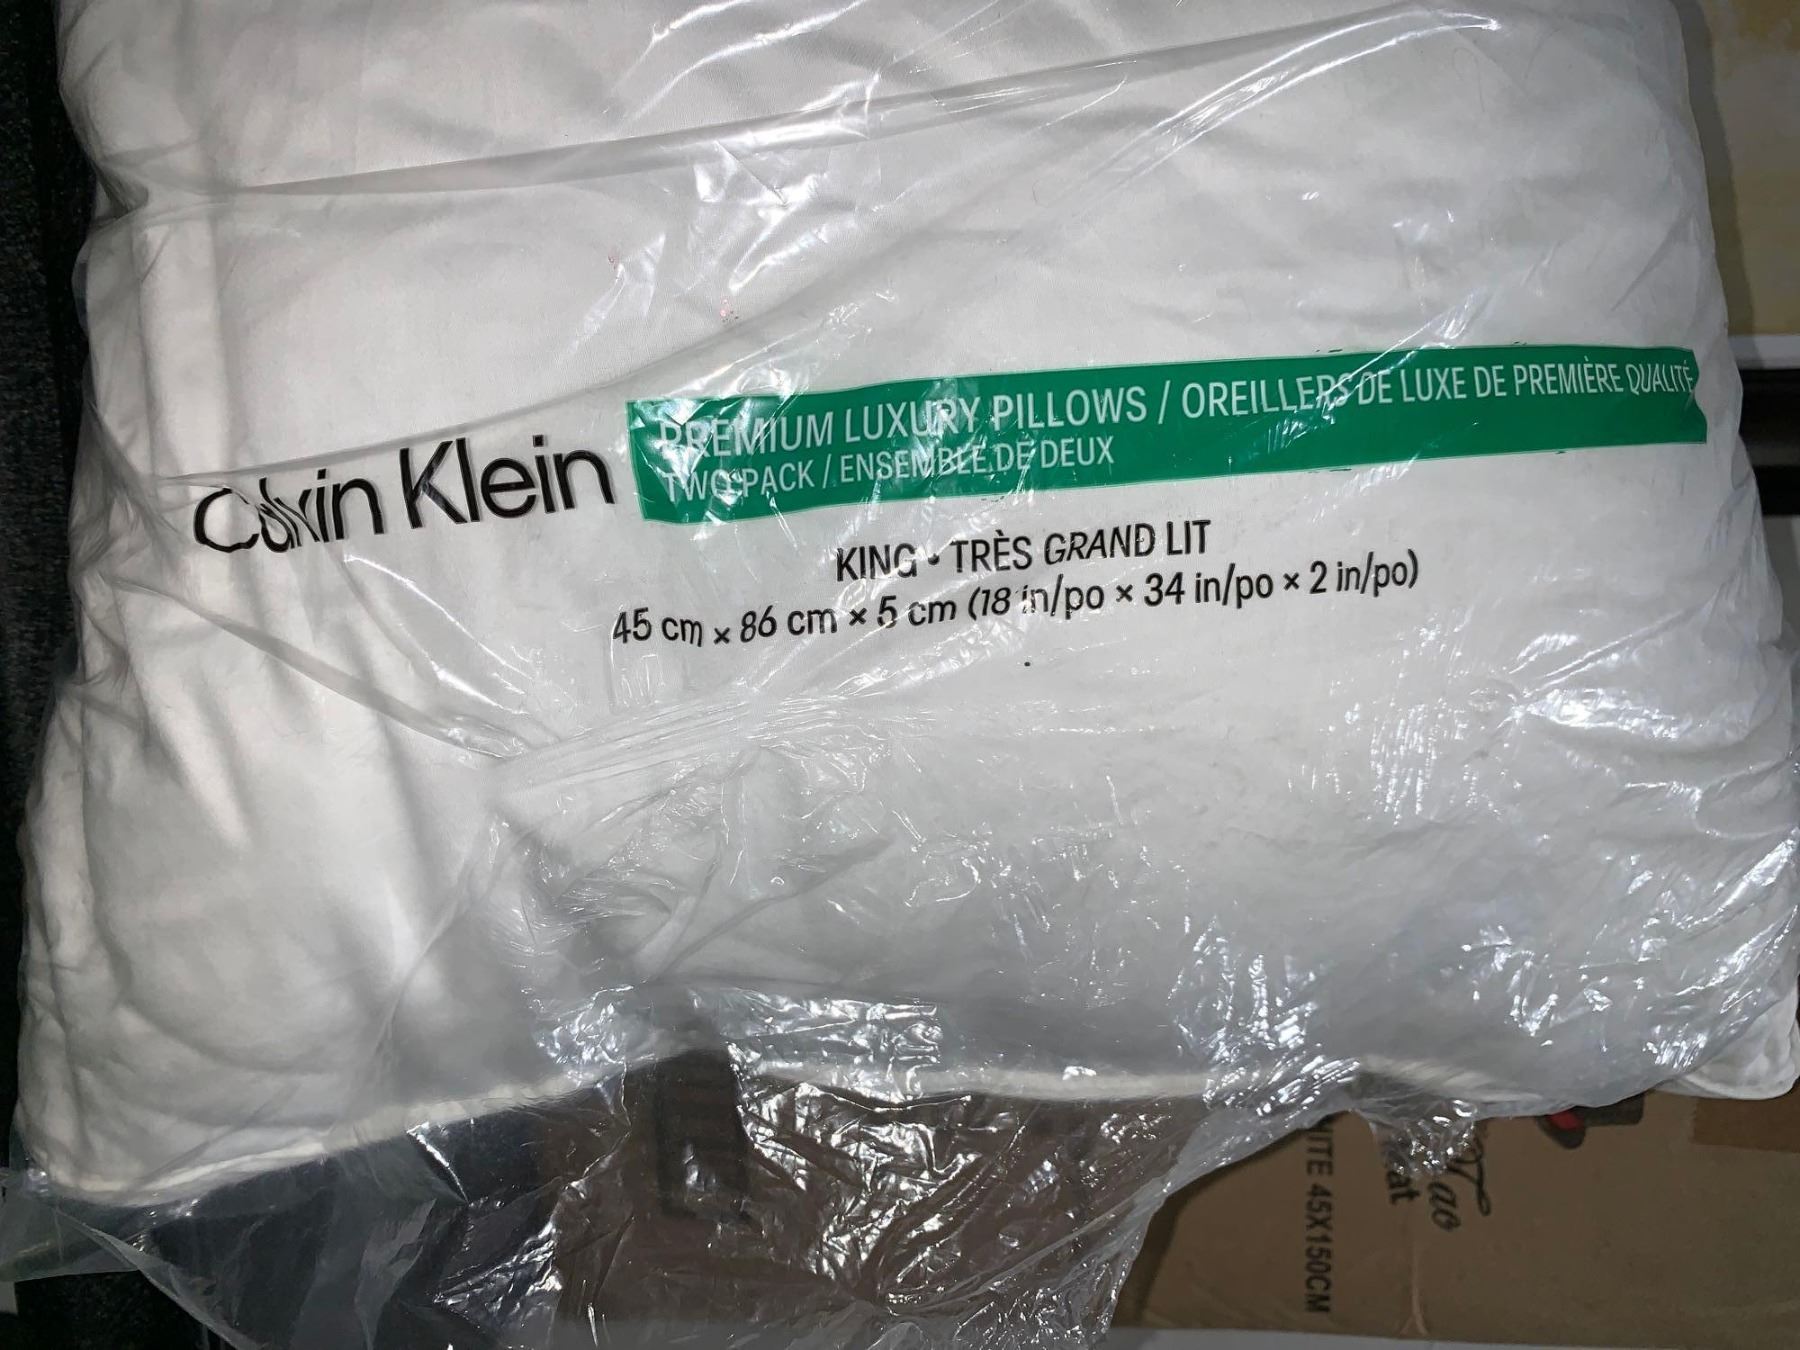 Calvin Klein
PREMIUM LUXURY PILLOWS / OREILLERS DE LUXE DE PREMIÈRE QUALITÉ
TWO PACK / ENSEMBLE DE DEUX
KING • TRÈS GRAND LIT
45 cm × 86 cm × 5 cm (18 in/po × 34 in/po × 2 in/po)
45X150CM